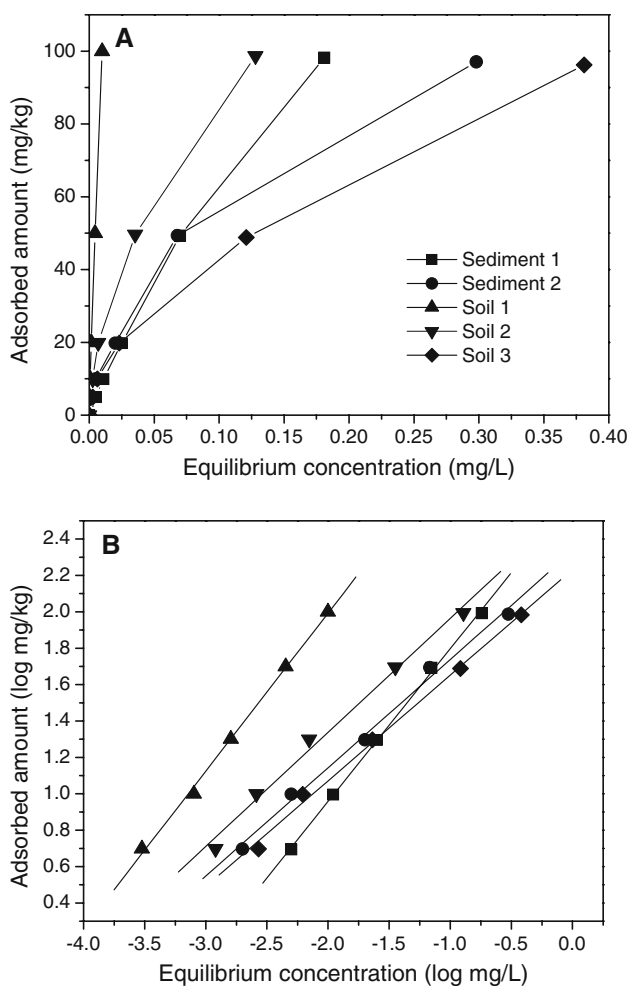 A
100
80
60
40
20
0
Adsorbed amount (mg/kg)
Sediment 1
Sediment 2
Soil 1
Soil 2
Soil 3
0.00 0.05 0.10 0.15 0.20 0.25 0.30 0.35 0.40
Equilibrium concentration (mg/L)
B
2.4
2.2
2.0
1.8
1.6
1.4
1.2
1.0
0.8
0.6
0.4
Adsorbed amount (log mg/kg)
-4.0 -3.5 -3.0 -2.5 -2.0 -1.5 -1.0 -0.5 0.0
Equilibrium concentration (log mg/L)